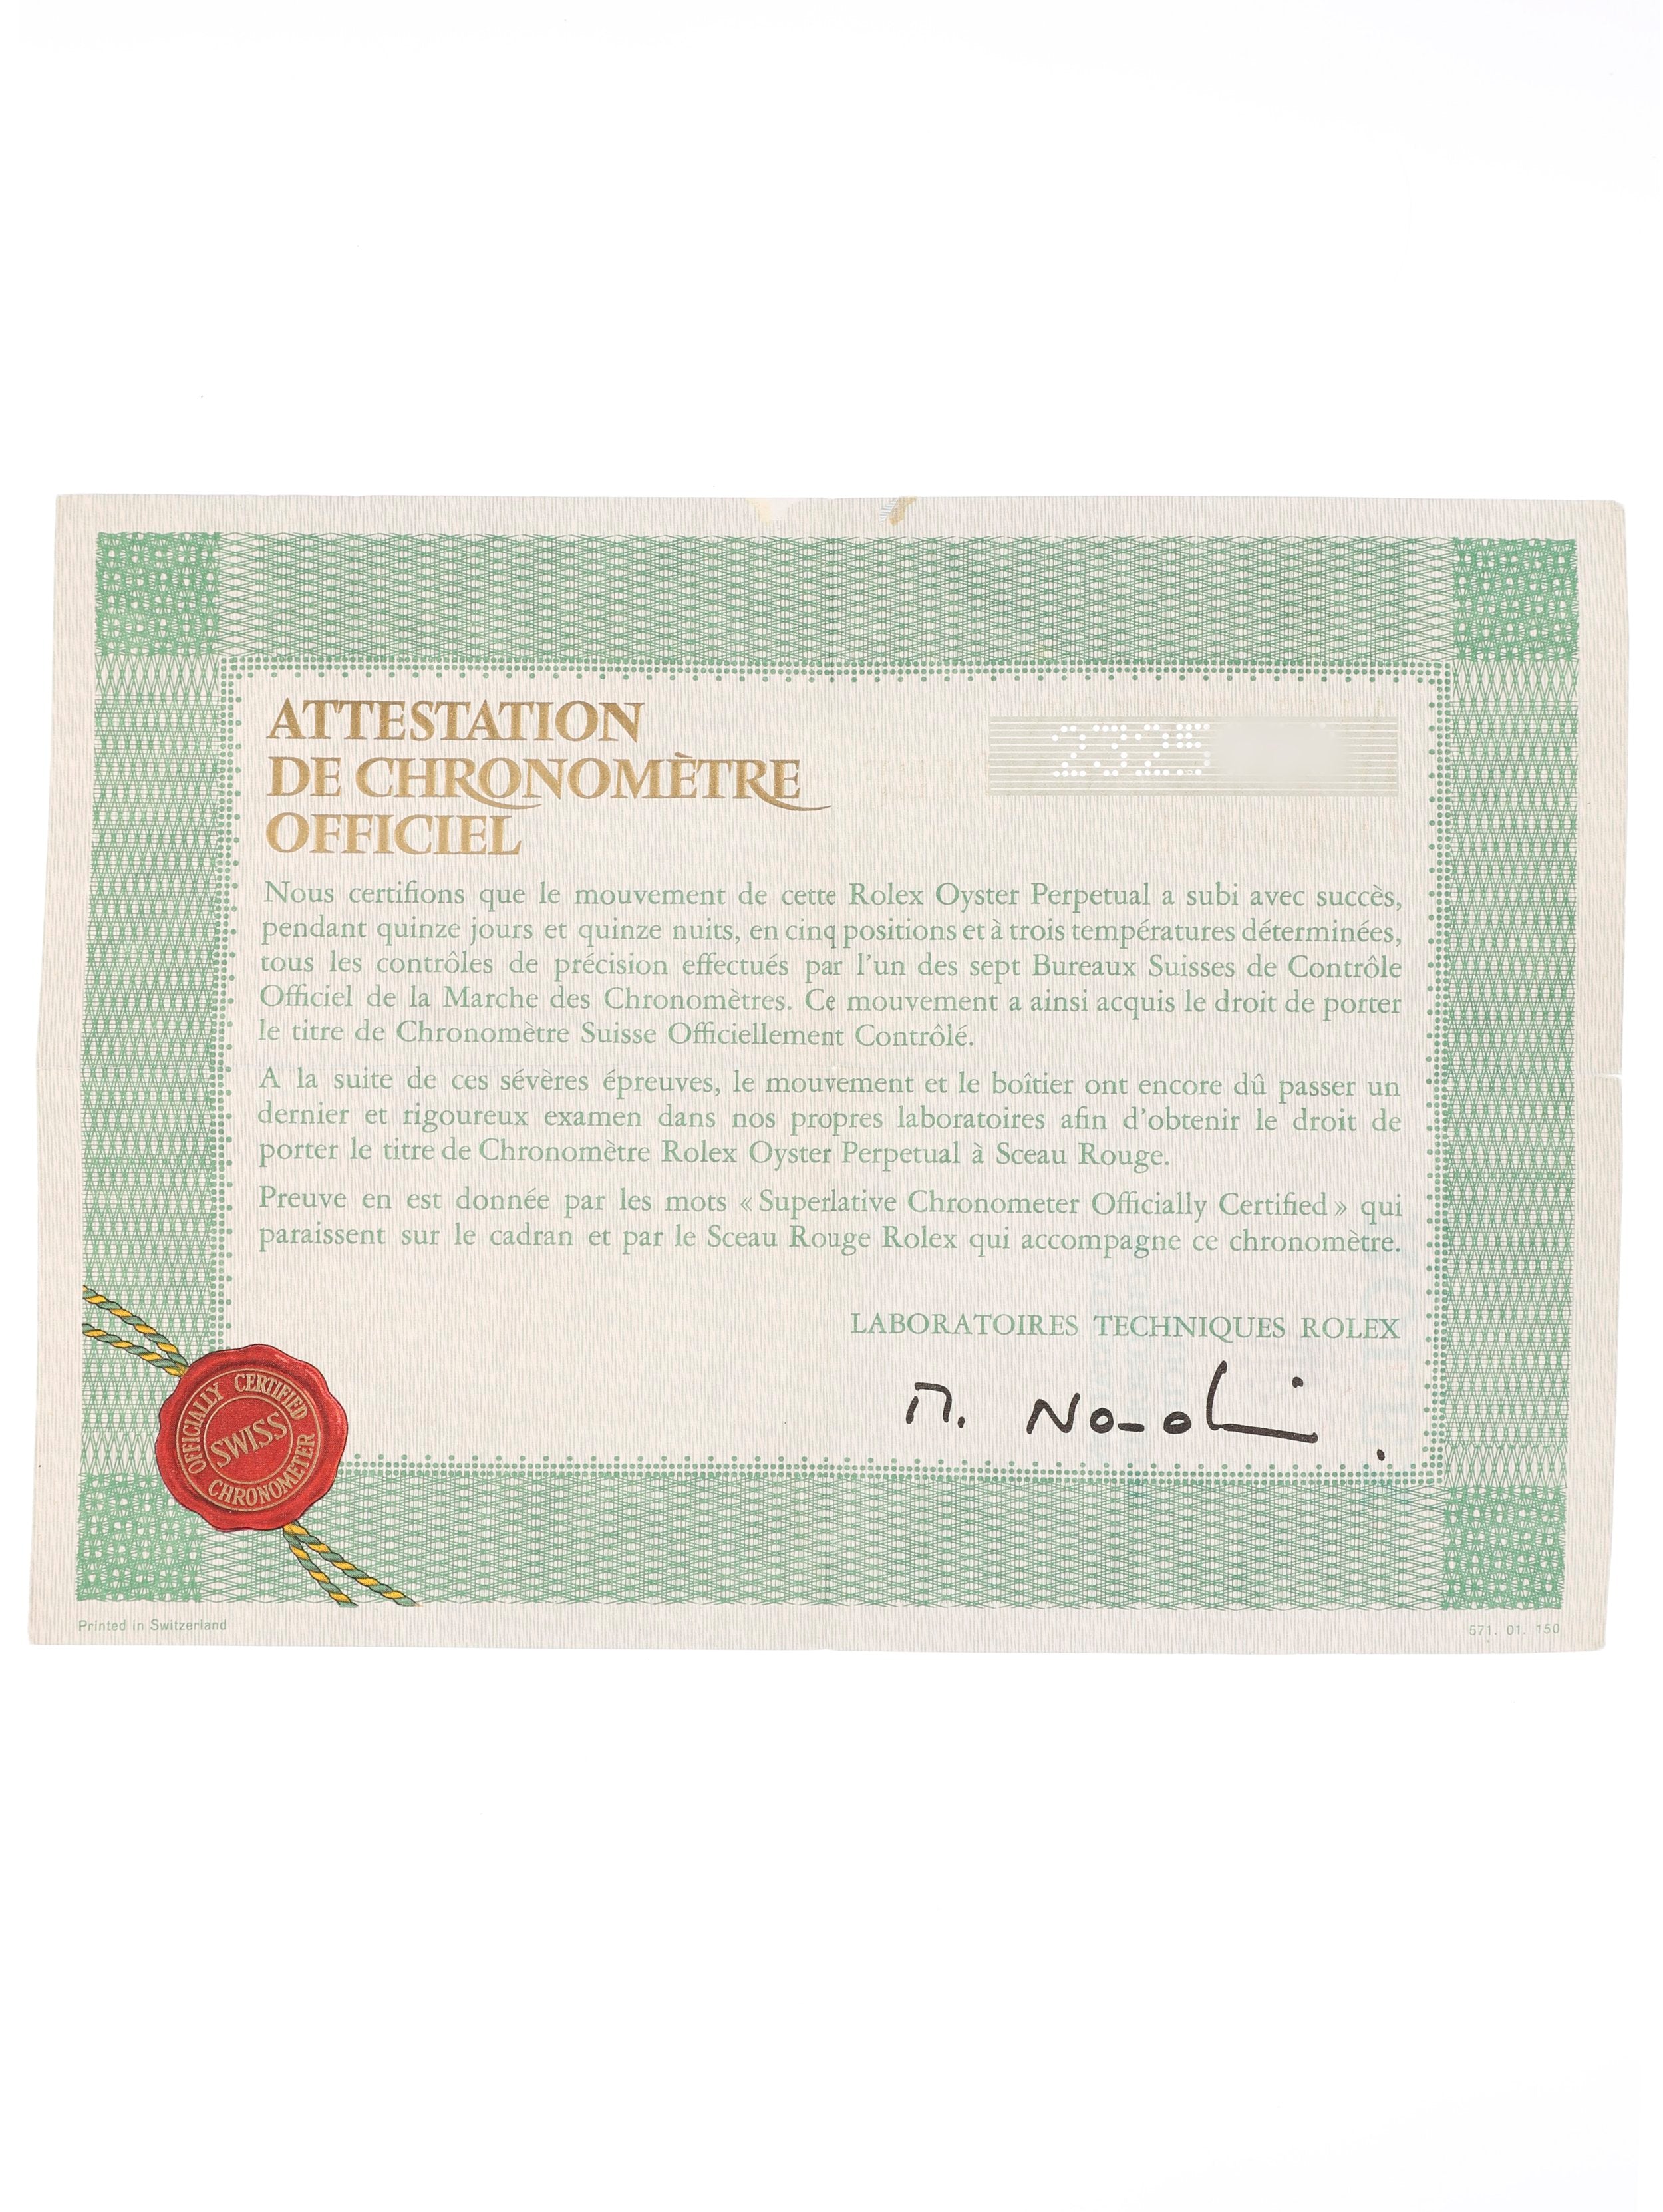 ATTESTATION
DE CHRONOMÈTRE
OFFICIEL
2325
Nous certifions que le mouvement de cette Rolex Oyster Perpetual a subi avec succès,
pendant quinze jours et quinze nuits, en cinq positions et à trois températures déterminées,
tous les contrôles de précision effectués par l'un des sept Bureaux Suisses de Contrôle
Officiel de la Marche des Chronomètres. Ce mouvement a ainsi acquis le droit de porter
le titre de Chronomètre Suisse Officiellement Contrôlé.
A la suite de ces sévères épreuves, le mouvement et le boîtier ont encore dû passer un
dernier et rigoureux examen dans nos propres laboratoires afin d'obtenir le droit de
porter le titre de Chronomètre Rolex Oyster Perpetual à Sceau Rouge.
Preuve en est donnée par les mots « Superlative Chronometer Officially Certified » qui
paraissent sur le cadran et par le Sceau Rouge Rolex qui accompagne ce chronomètre.
LABORATOIRES TECHNIQUES ROLEX
OFFICIALLY CERTIFIED
SWISS
CHRONOMETER
Printed in Switzerland
571. 01. 150